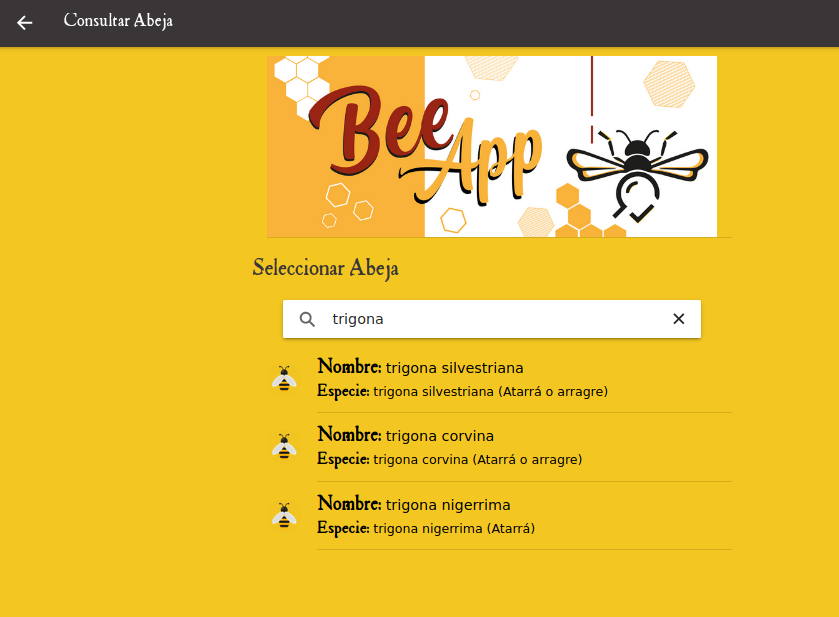 Consultar Abeja
Bee
App
Seleccionar Abeja
trigona
Nombre: trigona silvestriana
Especie: trigona silvestriana (Atarrá o arragre)
Nombre: trigona corvina
Especie: trigona corvina (Atarrá o arragre)
Nombre: trigona nigerrima
Especie: trigona nigerrima (Atarrá)